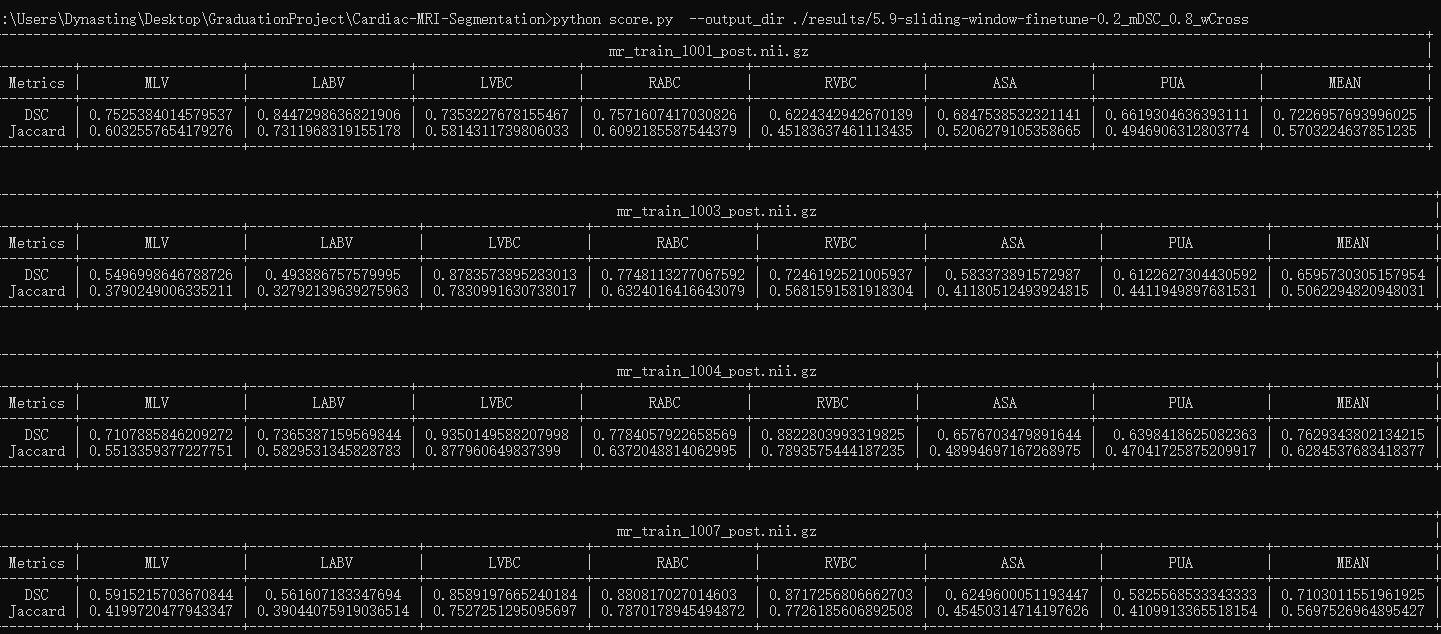 :\Users\Dynasting\Desktop\GraduationProject\Cardiac-MRI-Segmentation>python score.py  --output_dir ./results/5.9-sliding-window-finetune-0.2_mDSC_0.8_wCross
mr_train_1001_post.nii.gz
Metrics | MLV | LABV | LVBC | RABC | RVBC | ASA | PUA | MEAN |
DSC | 0.7525384014579537 | 0.8447298636821906 | 0.7353227678155467 | 0.7571607417030826 | 0.6224342942670189 | 0.6847538532321141 | 0.6619304636393111 | 0.7226957693996025 |
Jaccard | 0.6032557654179276 | 0.7311968319155178 | 0.5814311739806033 | 0.6092185587544379 | 0.45183637461113435 | 0.5206279105358665 | 0.4946906312803774 | 0.5703224637851235 |
mr_train_1003_post.nii.gz
Metrics | MLV | LABV | LVBC | RABC | RVBC | ASA | PUA | MEAN |
DSC | 0.5496998646788726 | 0.493886757579995 | 0.8783573895283013 | 0.7748113277067592 | 0.7246192521005937 | 0.583373891572987 | 0.6122627304430592 | 0.6595730305157954 |
Jaccard | 0.3790249006335211 | 0.32792139639275963 | 0.7830991630738017 | 0.6324016416643079 | 0.5681591581918304 | 0.41180512493924815 | 0.4411949897681531 | 0.5062294820948031 |
mr_train_1004_post.nii.gz
Metrics | MLV | LABV | LVBC | RABC | RVBC | ASA | PUA | MEAN |
DSC | 0.7107885846209272 | 0.7365387159569844 | 0.9350149588207998 | 0.7784057922658569 | 0.8822803993319825 | 0.6576703479891644 | 0.6398418625082363 | 0.7629343802134215 |
Jaccard | 0.5513359377227751 | 0.5829531345828783 | 0.877960649837399 | 0.6372048814062995 | 0.7893575444187235 | 0.48994697167268975 | 0.47041725875209917 | 0.6284537683418377 |
mr_train_1007_post.nii.gz
Metrics | MLV | LABV | LVBC | RABC | RVBC | ASA | PUA | MEAN |
DSC | 0.5915215703670844 | 0.561607183347694 | 0.8589197665240184 | 0.880817027014603 | 0.8717256806662703 | 0.6249600051193447 | 0.5825568533343333 | 0.7103011551961925 |
Jaccard | 0.4199720477943347 | 0.39044075919036514 | 0.7527251295095697 | 0.7870178945494872 | 0.7726185606892508 | 0.45450314714197626 | 0.4109913365518154 | 0.5697526964895427 |